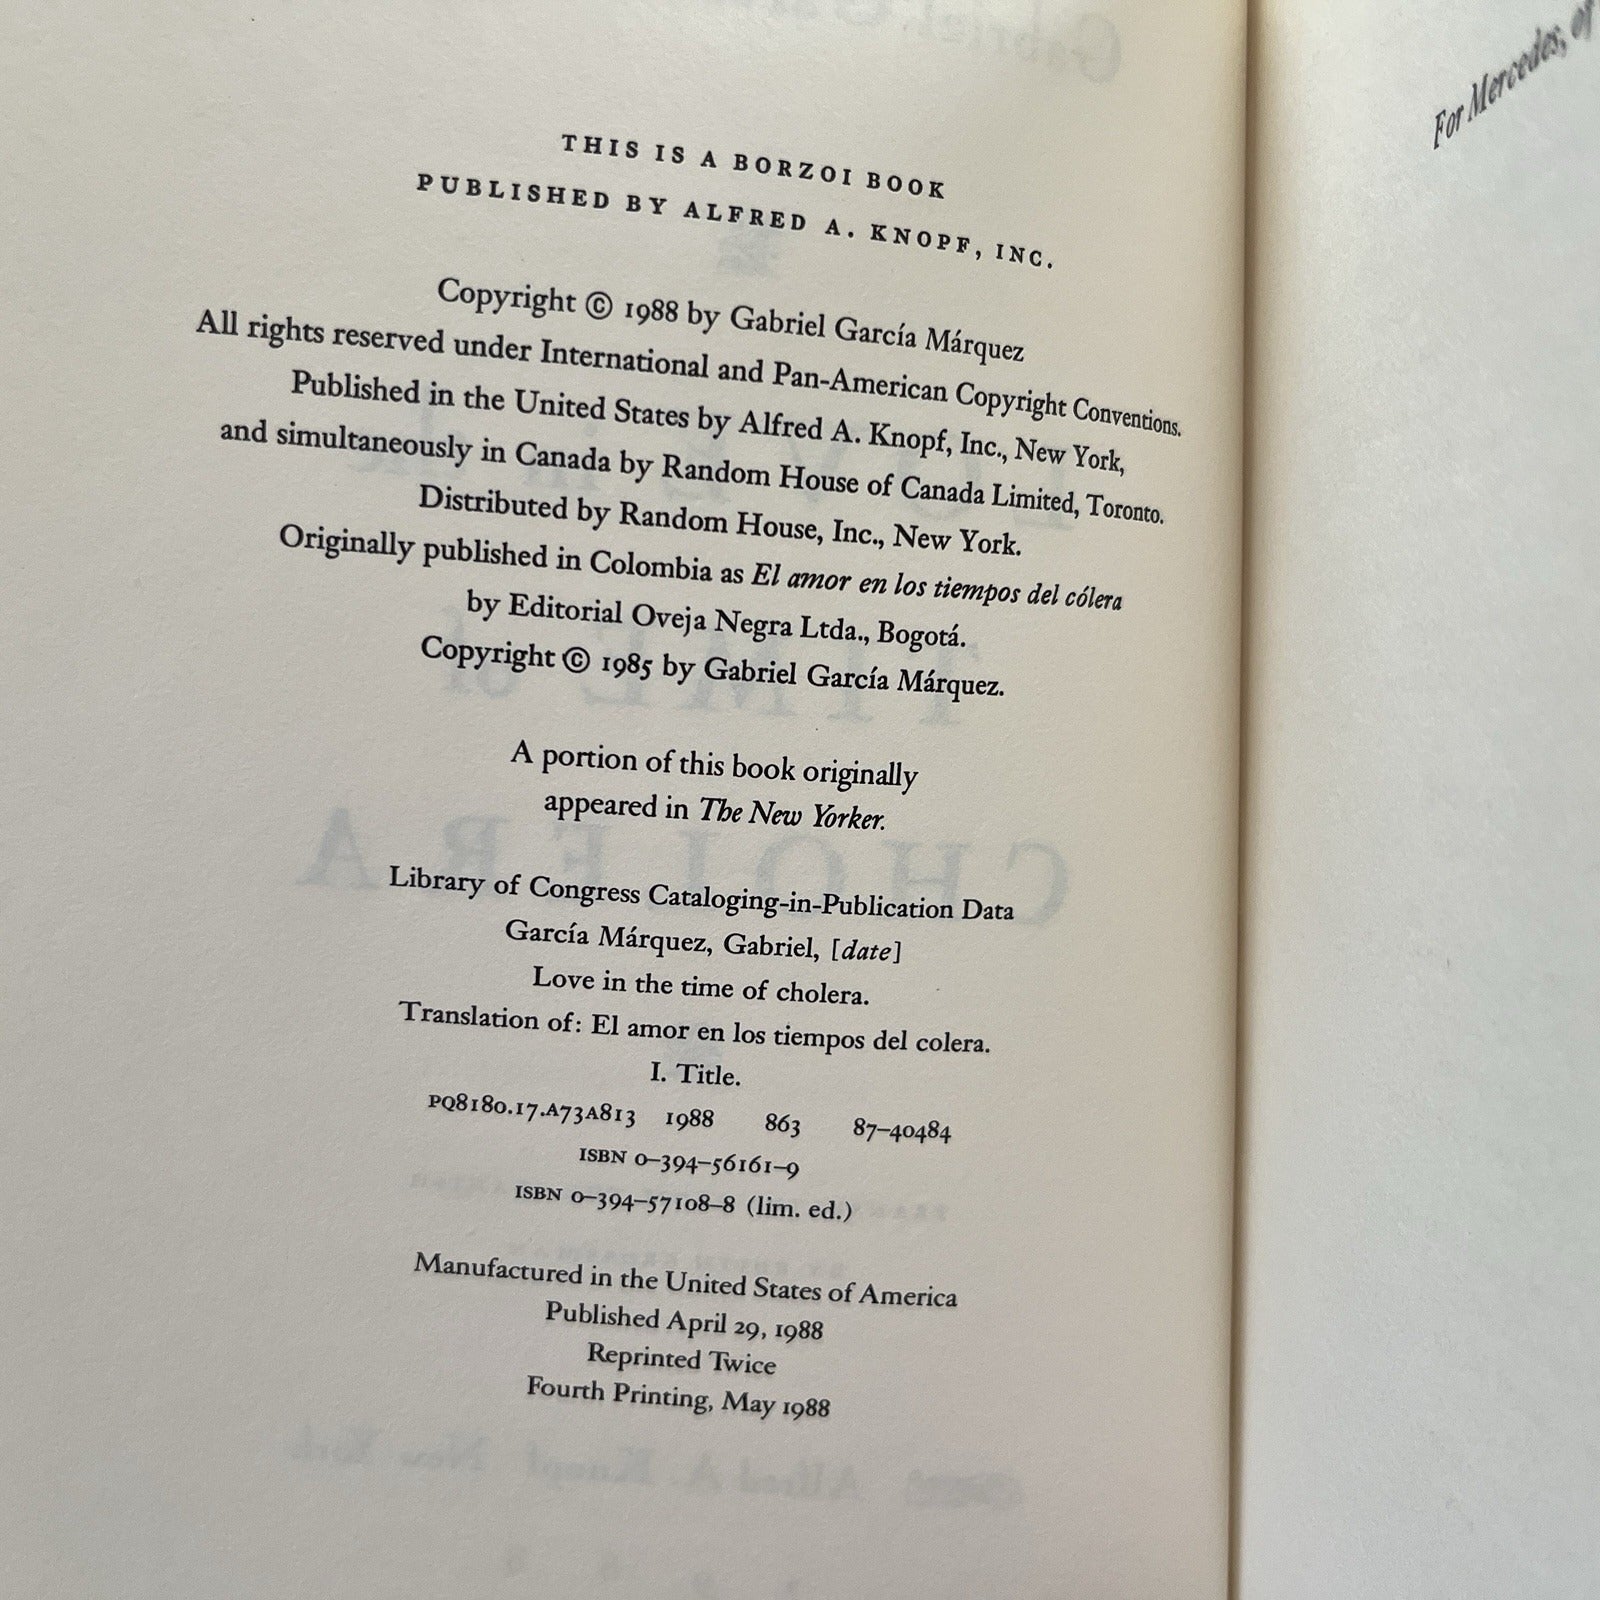 THIS IS A BORZOI BOOK
PUBLISHED BY ALFRED A. KNOPF, INC.
Copyright © 1988 by Gabriel García Márquez
All rights reserved under International and Pan-American Copyright Conventions.
Published in the United States by Alfred A. Knopf, Inc., New York,
and simultaneously in Canada by Random House of Canada Limited, Toronto.
Distributed by Random House, Inc., New York.
Originally published in Colombia as El amor en los tiempos del cólera
by Editorial Oveja Negra Ltda., Bogotá.
Copyright © 1985 by Gabriel García Márquez.
A portion of this book originally
appeared in The New Yorker.
Library of Congress Cataloging-in-Publication Data
García Márquez, Gabriel, [date]
Love in the time of cholera.
Translation of: El amor en los tiempos del colera.
I. Title.
PQ8180.17.A73A813 1988 863 87–40484
ISBN 0–394–56161–9
ISBN 0–394–57108–8 (lim. ed.)
Manufactured in the United States of America
Published April 29, 1988
Reprinted Twice
Fourth Printing, May 1988
For Mercedes, of